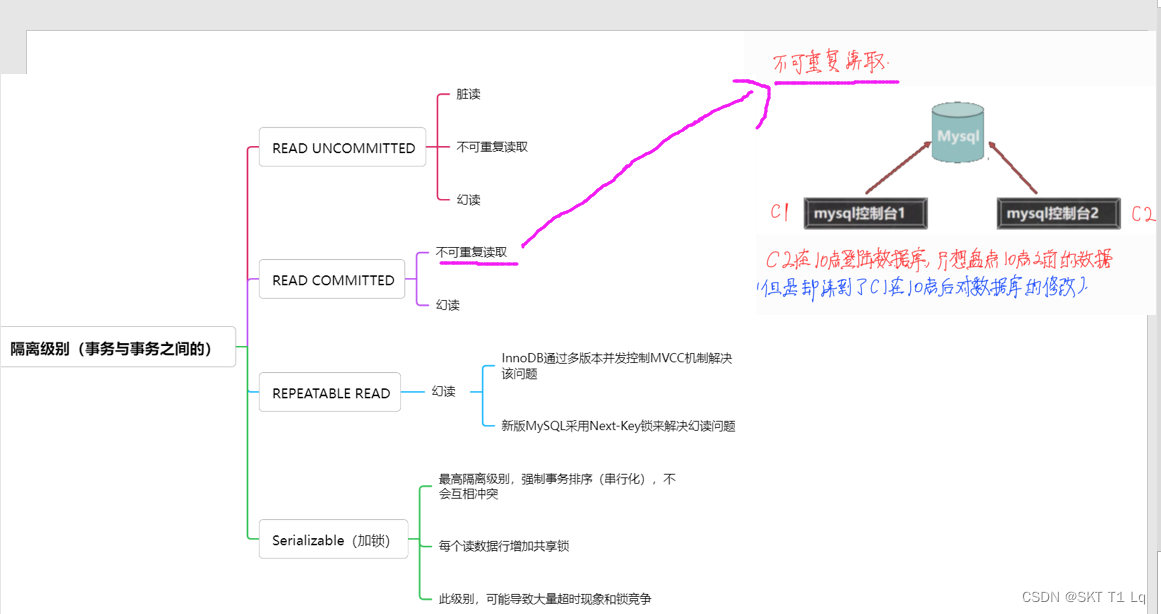 不可重复读取
脏读
不可重复读取
幻读
READ UNCOMMITTED
Mysql
C1
mysql控制台1
mysql控制台2
C2
C2在10点登陆数据库,只想盘点10点之前的数据
(但是却读到了C1在10点后对数据库的修改)
不可重复读取
READ COMMITTED
幻读
隔离级别(事务与事务之间的)
InnoDB通过多版本并发控制MVCC机制解决
该问题
REPEATABLE READ
幻读
新版MySQL采用Next-Key锁来解决幻读问题
最高隔离级别,强制事务排序(串行化),不
会互相冲突
Serializable(加锁)
每个读数据行增加共享锁
此级别,可能导致大量超时现象和锁竞争
CSDN @SKT T1 Lq